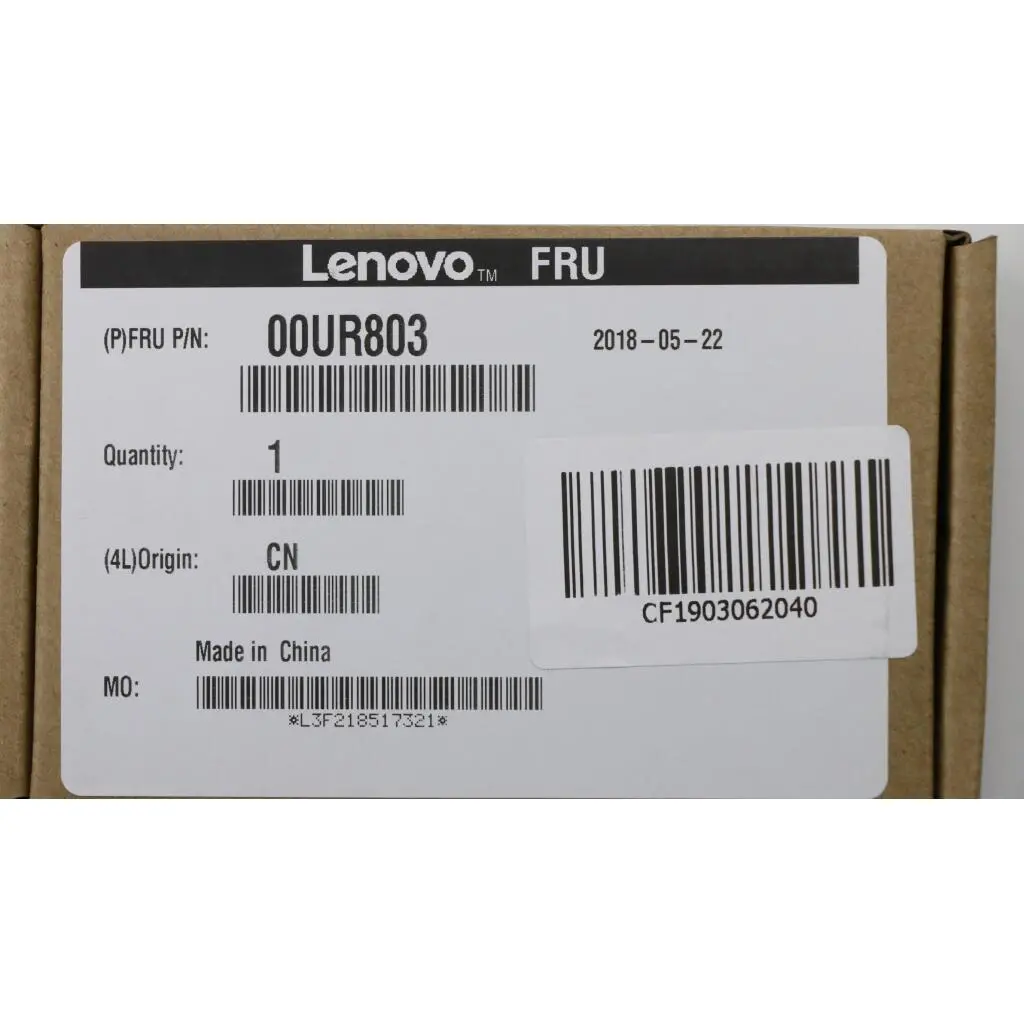 Lenovo™ FRU
(P)FRU P/N: 00UR803 2018-05-22
Quantity: 1
(4L)Origin: CN
CF1903062040
Made in China
MO:
*L3F218517321*